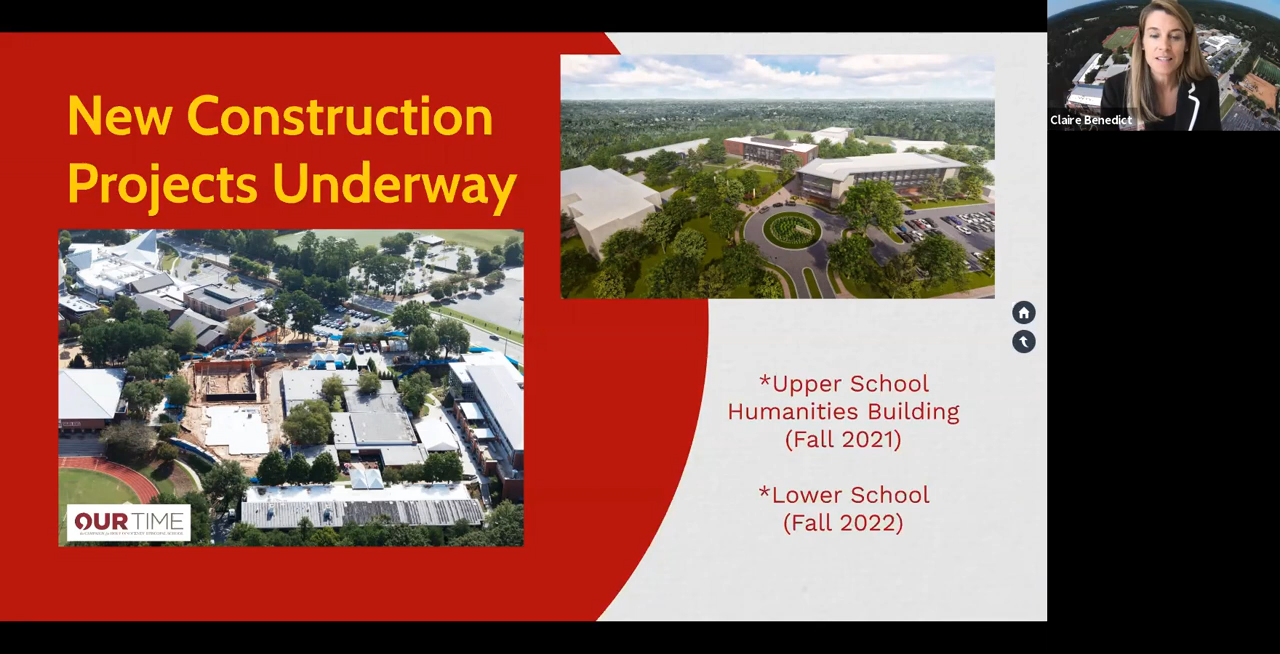 New Construction
Projects Underway
Claire Benedict
*Upper School
Humanities Building
(Fall 2021)
*Lower School
(Fall 2022)
OUR TIME